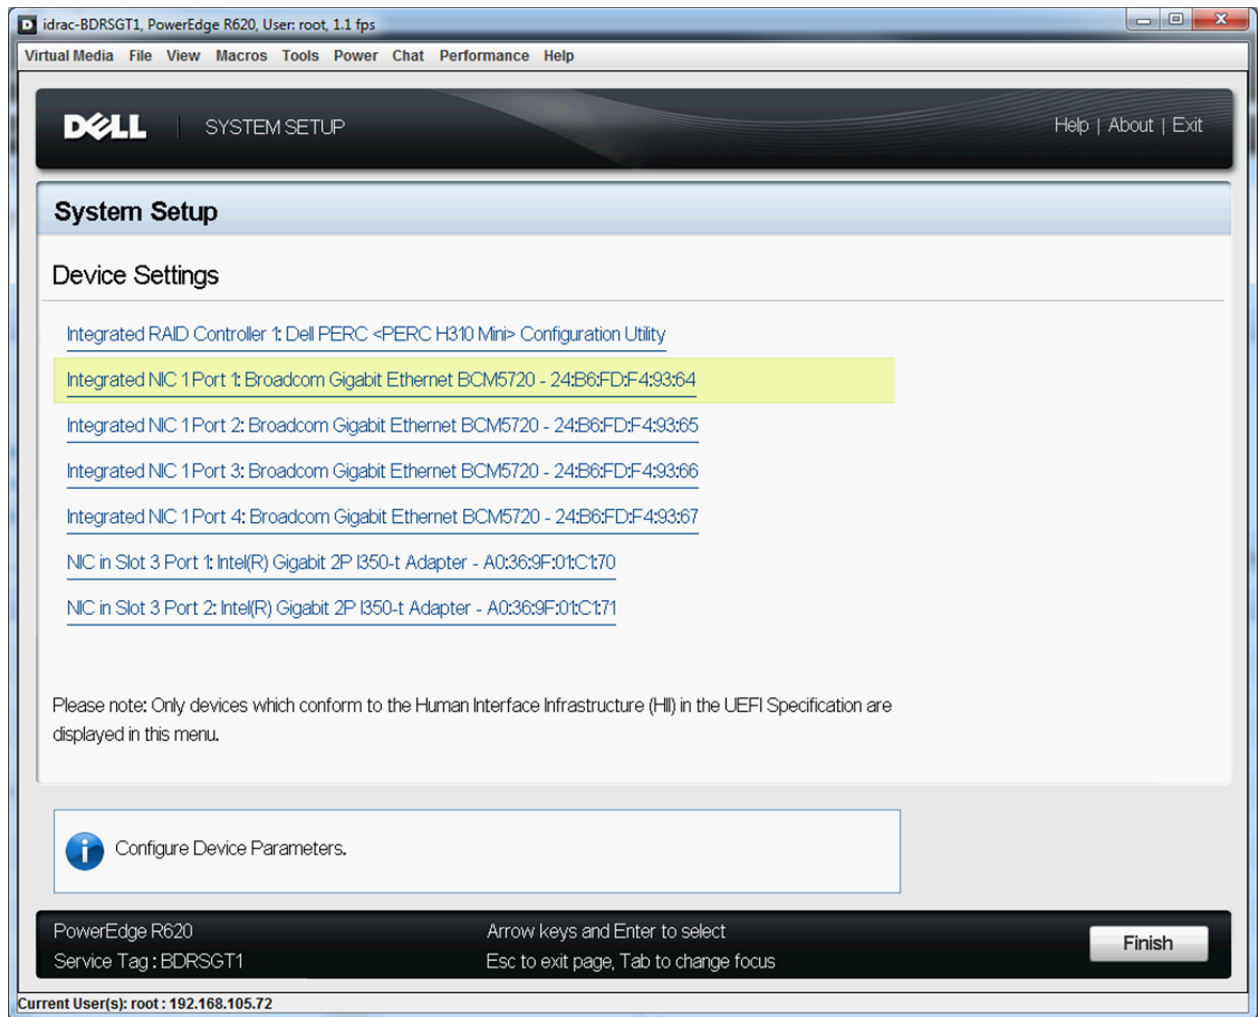 idrac-BDRSGT1, PowerEdge R620, User: root, 1.1 fps
Virtual Media File View Macros Tools Power Chat Performance Help
DELL SYSTEM SETUP Help | About | Exit
System Setup
Device Settings
Integrated RAID Controller 1: Dell PERC <PERC H310 Mini> Configuration Utility
Integrated NIC 1 Port 1: Broadcom Gigabit Ethernet BCM5720 - 24:B6:FD:F4:93:64
Integrated NIC 1 Port 2: Broadcom Gigabit Ethernet BCM5720 - 24:B6:FD:F4:93:65
Integrated NIC 1 Port 3: Broadcom Gigabit Ethernet BCM5720 - 24:B6:FD:F4:93:66
Integrated NIC 1 Port 4: Broadcom Gigabit Ethernet BCM5720 - 24:B6:FD:F4:93:67
NIC in Slot 3 Port 1: Intel(R) Gigabit 2P I350-t Adapter - A0:36:9F:01:C1:70
NIC in Slot 3 Port 2: Intel(R) Gigabit 2P I350-t Adapter - A0:36:9F:01:C1:71
Please note: Only devices which conform to the Human Interface Infrastructure (HII) in the UEFI Specification are
displayed in this menu.
Configure Device Parameters.
PowerEdge R620
Service Tag : BDRSGT1
Arrow keys and Enter to select
Esc to exit page, Tab to change focus
Finish
Current User(s): root : 192.168.105.72